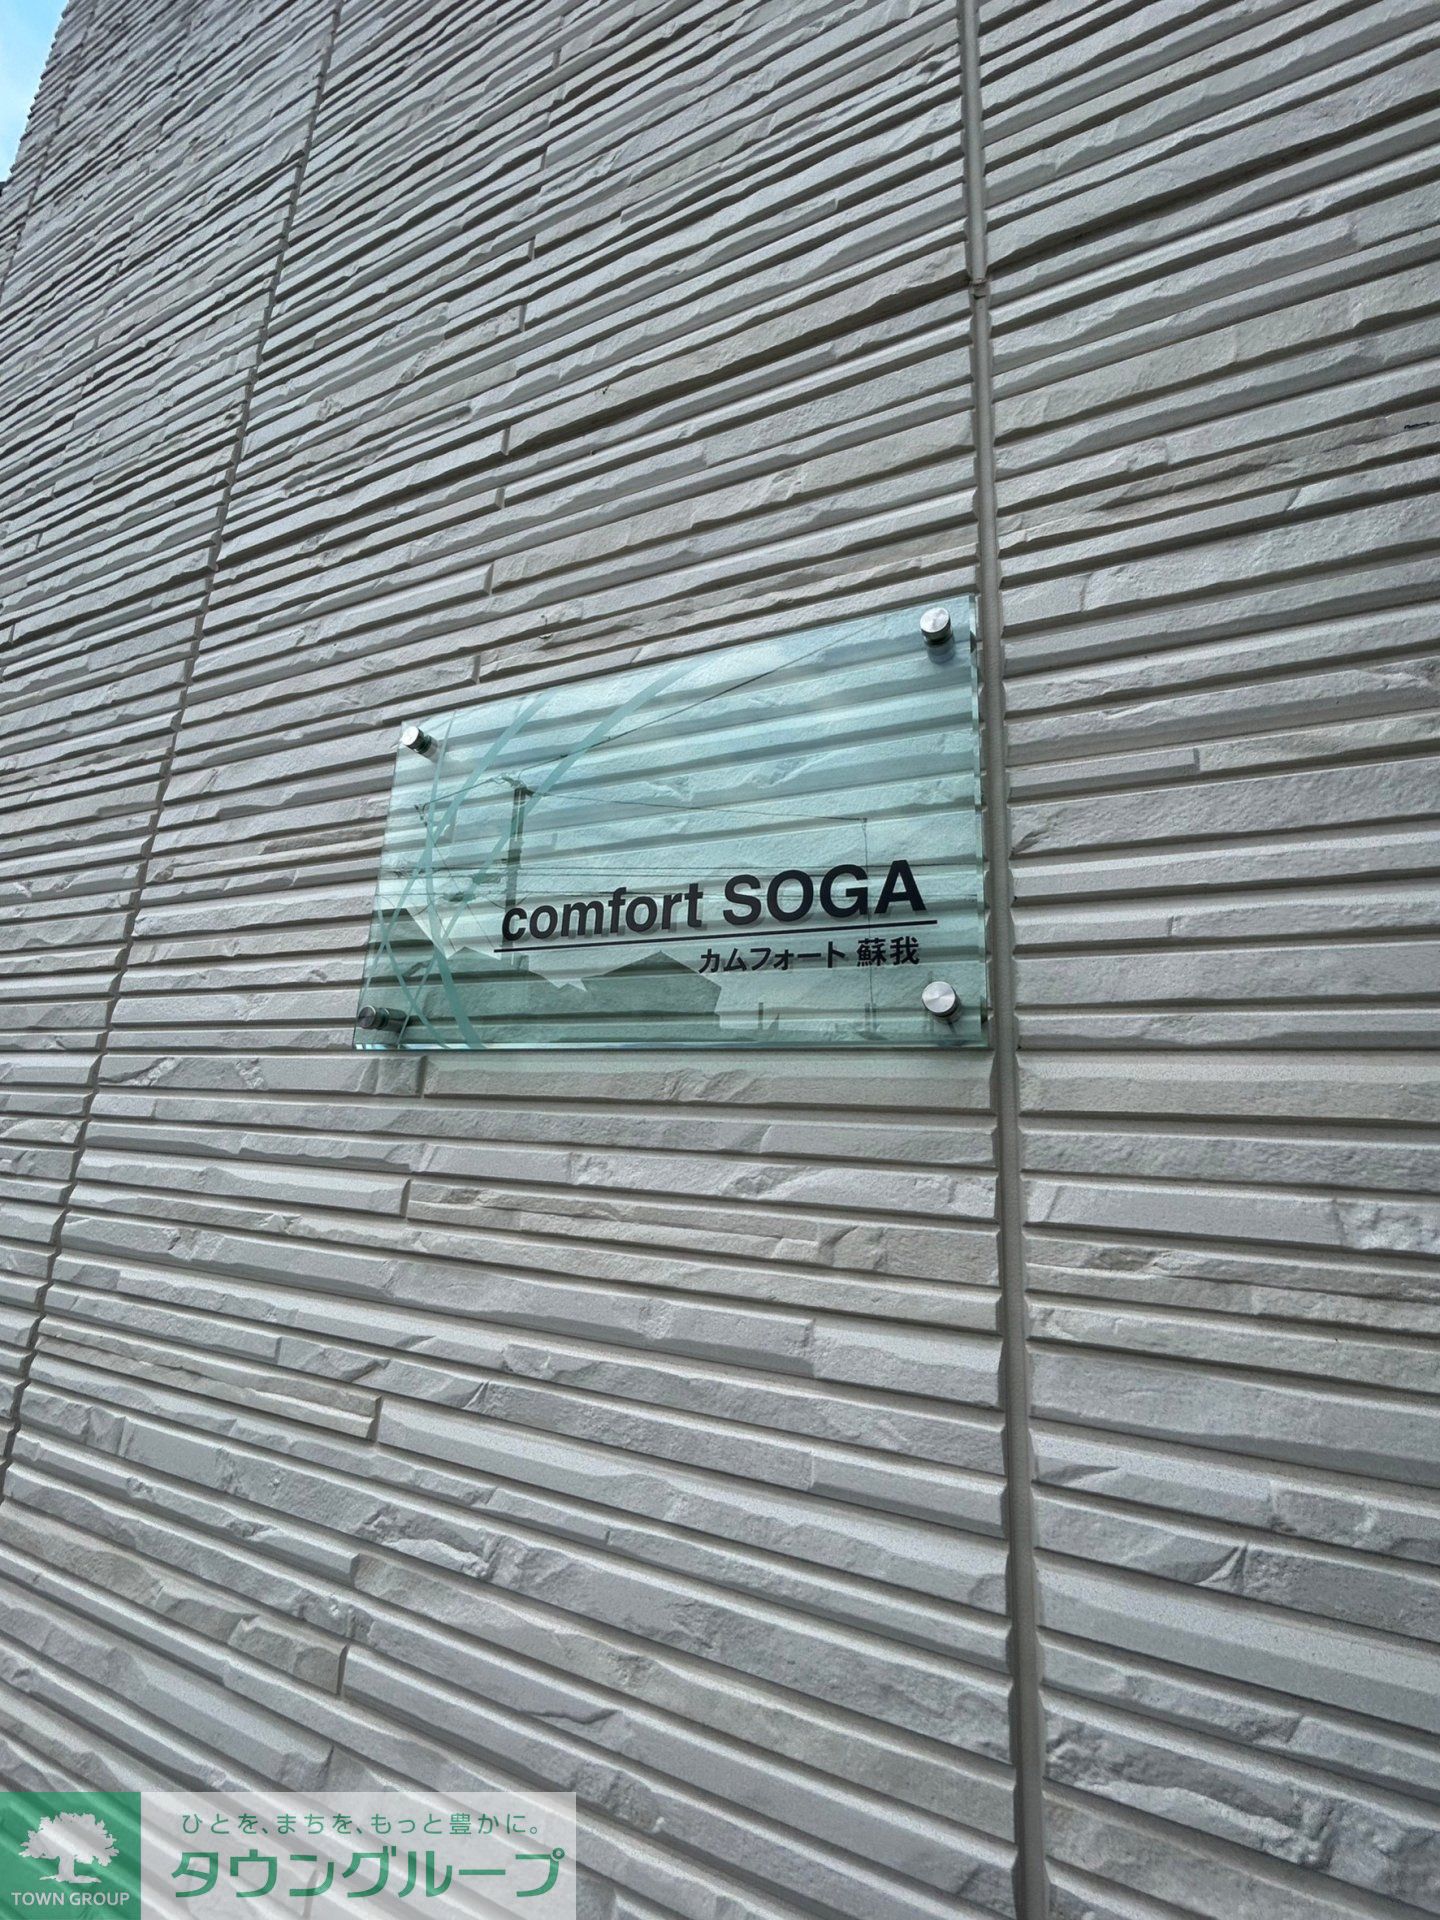 comfort SOGA
カムフォート 蘇我
ひとを、まちを、もっと豊かに。
タウングループ
TOWN GROUP